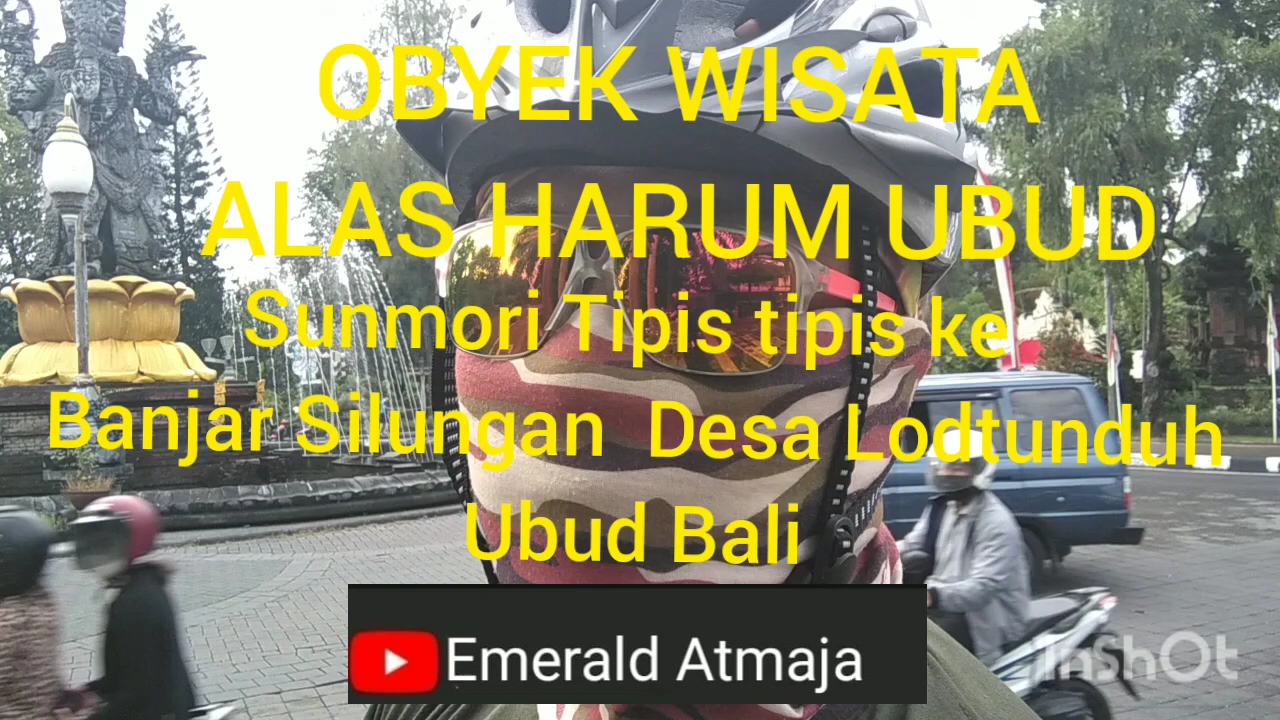 OBYEK WISATA
ALAS HARUM UBUD
Sunmori Tipis tipis ke
Banjar Silungan Desa Lodtunduh
Ubud Bali
Emerald Atmaja
InShOt